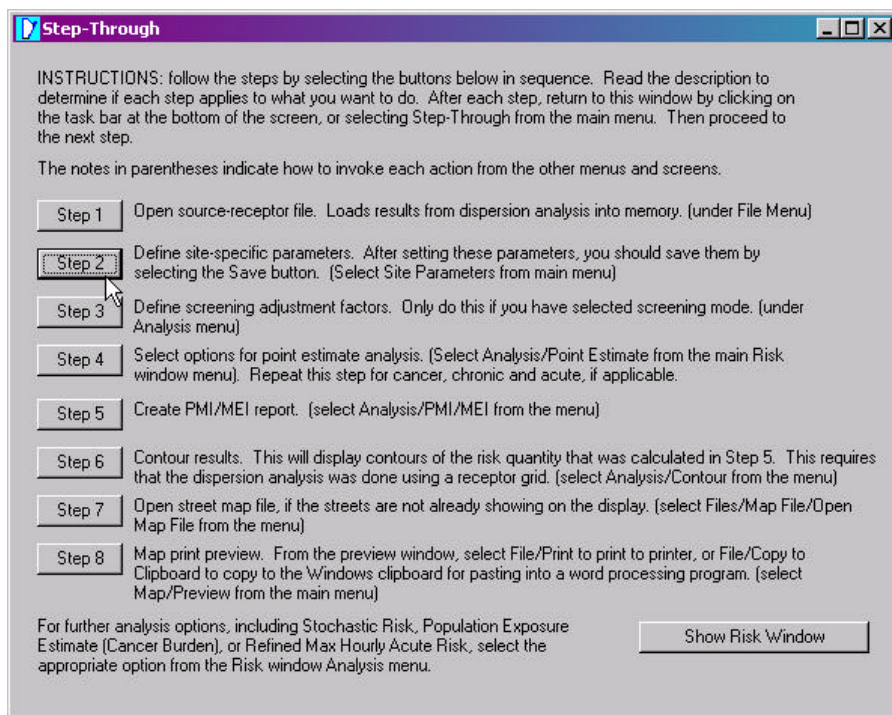 Step-Through
INSTRUCTIONS: follow the steps by selecting the buttons below in sequence. Read the description to
determine if each step applies to what you want to do. After each step, return to this window by clicking on
the task bar at the bottom of the screen, or selecting Step-Through from the main menu. Then proceed to
the next step.
The notes in parentheses indicate how to invoke each action from the other menus and screens.
Step 1
Open source-receptor file. Loads results from dispersion analysis into memory. (under File Menu)
Step 2
Define site-specific parameters. After setting these parameters, you should save them by
selecting the Save button. (Select Site Parameters from main menu)
Step 3
Define screening adjustment factors. Only do this if you have selected screening mode. (under
Analysis menu)
Step 4
Select options for point estimate analysis. (Select Analysis/Point Estimate from the main Risk
window menu). Repeat this step for cancer, chronic and acute, if applicable.
Step 5
Create PMI/MEI report. (select Analysis/PMI/MEI from the menu)
Step 6
Contour results. This will display contours of the risk quantity that was calculated in Step 5. This requires
that the dispersion analysis was done using a receptor grid. (select Analysis/Contour from the menu)
Step 7
Open street map file, if the streets are not already showing on the display. (select Files/Map File/Open
Map File from the menu)
Step 8
Map print preview. From the preview window, select File/Print to print to printer, or File/Copy to
Clipboard to copy to the Windows clipboard for pasting into a word processing program. (select
Map/Preview from the main menu)
For further analysis options, including Stochastic Risk, Population Exposure
Estimate (Cancer Burden), or Refined Max Hourly Acute Risk, select the
appropriate option from the Risk window Analysis menu.
Show Risk Window